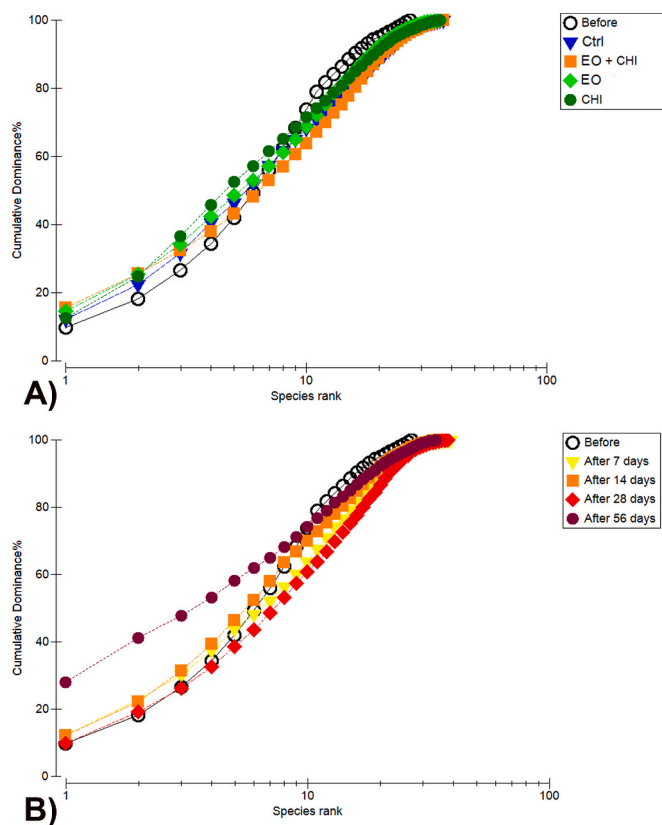 100
80
60
40
20
0
Cumulative Dominance%
1
10
100
Species rank
A)
Before
Ctrl
EO + CHI
EO
CHI
100
80
60
40
20
0
Cumulative Dominance%
1
10
100
Species rank
B)
Before
After 7 days
After 14 days
After 28 days
After 56 days